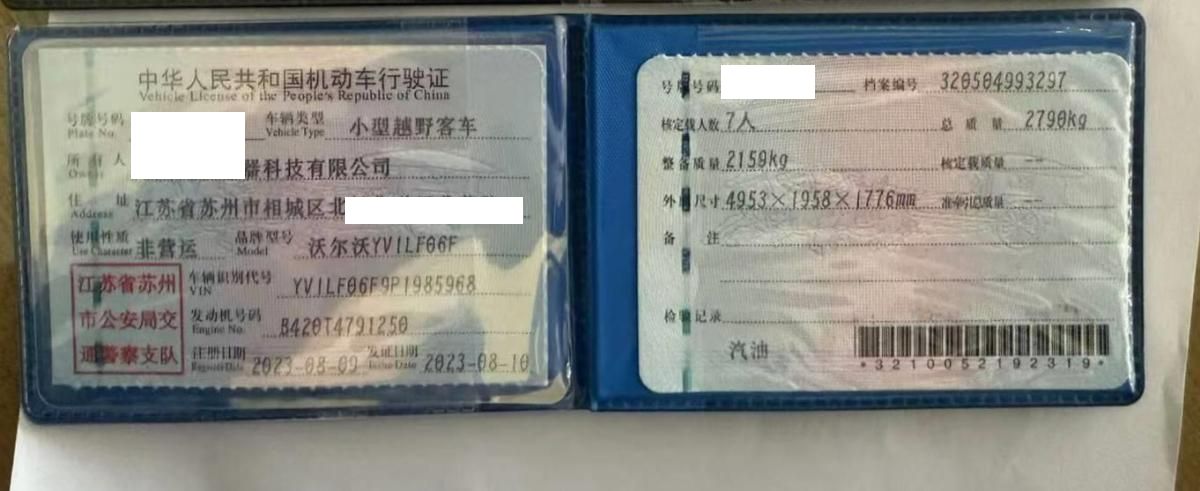 中华人民共和国机动车行驶证
Vehicle License of the People's Republic of China
号牌号码
Plate No.
车辆类型 小型越野客车
Vehicle Type
所有人 器科技有限公司
Owner
住址 江苏省苏州市相城区北
Address
使用性质 非营运 品牌型号 沃尔沃YV1LF06F
Use Character Model
江苏省苏州
市公安局交
通警察支队
车辆识别代号 YV1LF06F9P1985968
VIN
发动机号码 B420T4791250
Engine No.
注册日期 2023-08-09 发证日期 2023-08-10
Register Date Issue Date
号牌号码 档案编号 320504993297
核定载人数 7人 总质量 2790kg
整备质量 2159kg 核定载质量 --
外廓尺寸 4953×1958×1776mm 准牵引总质量 --
备注
检验记录
汽油
*3210052192319*